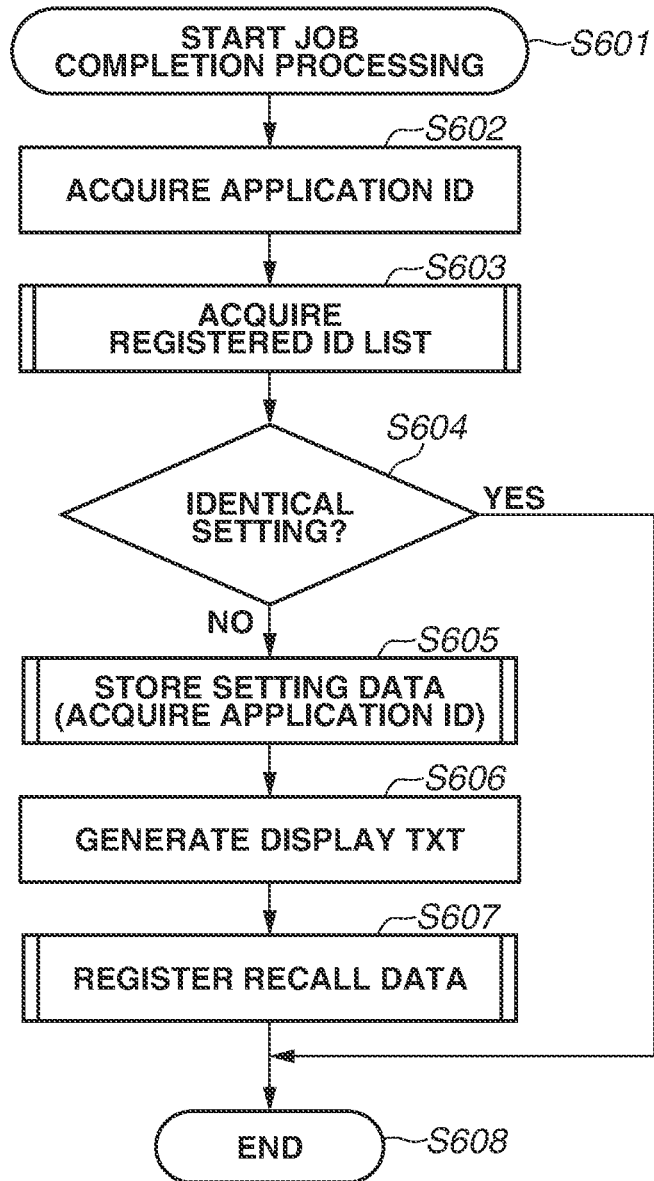 START JOB
COMPLETION PROCESSING
S601
S602
ACQUIRE APPLICATION ID
S603
ACQUIRE
REGISTERED ID LIST
S604
IDENTICAL
SETTING?
YES
NO
S605
STORE SETTING DATA
(ACQUIRE APPLICATION ID)
S606
GENERATE DISPLAY TXT
S607
REGISTER RECALL DATA
END
S608